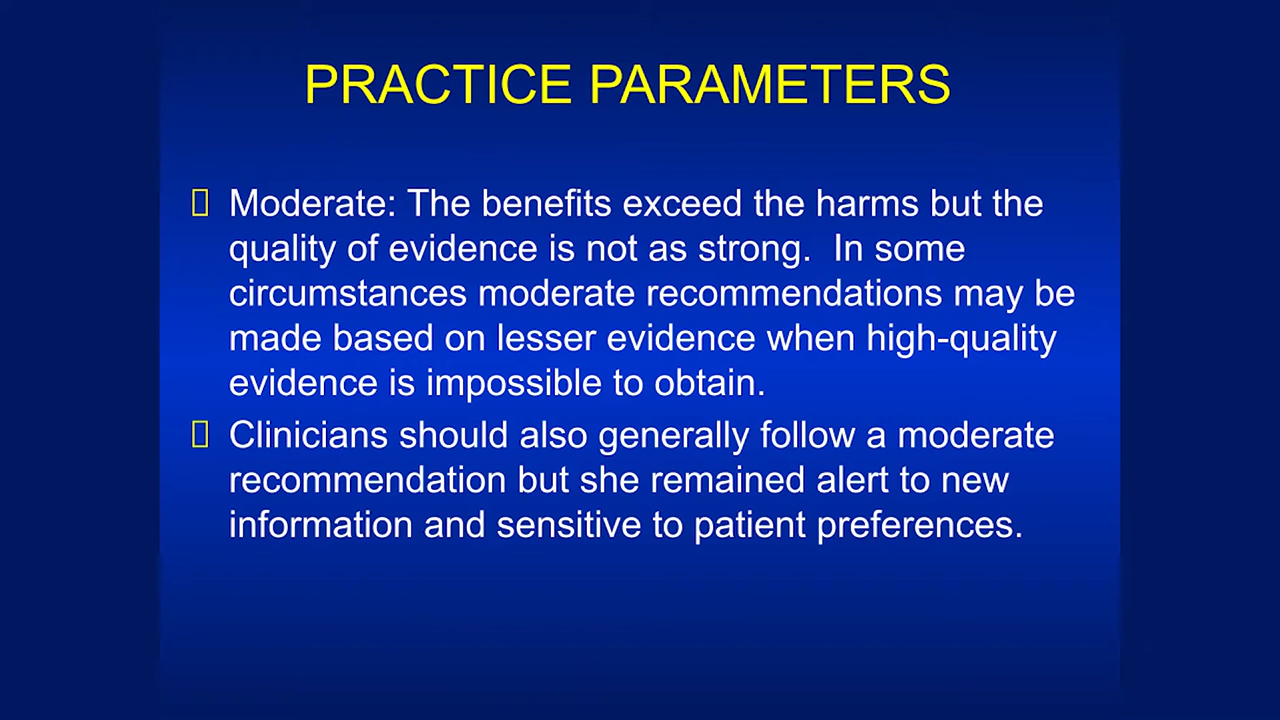 PRACTICE PARAMETERS
Moderate: The benefits exceed the harms but the
quality of evidence is not as strong.  In some
circumstances moderate recommendations may be
made based on lesser evidence when high-quality
evidence is impossible to obtain.
Clinicians should also generally follow a moderate
recommendation but she remained alert to new
information and sensitive to patient preferences.